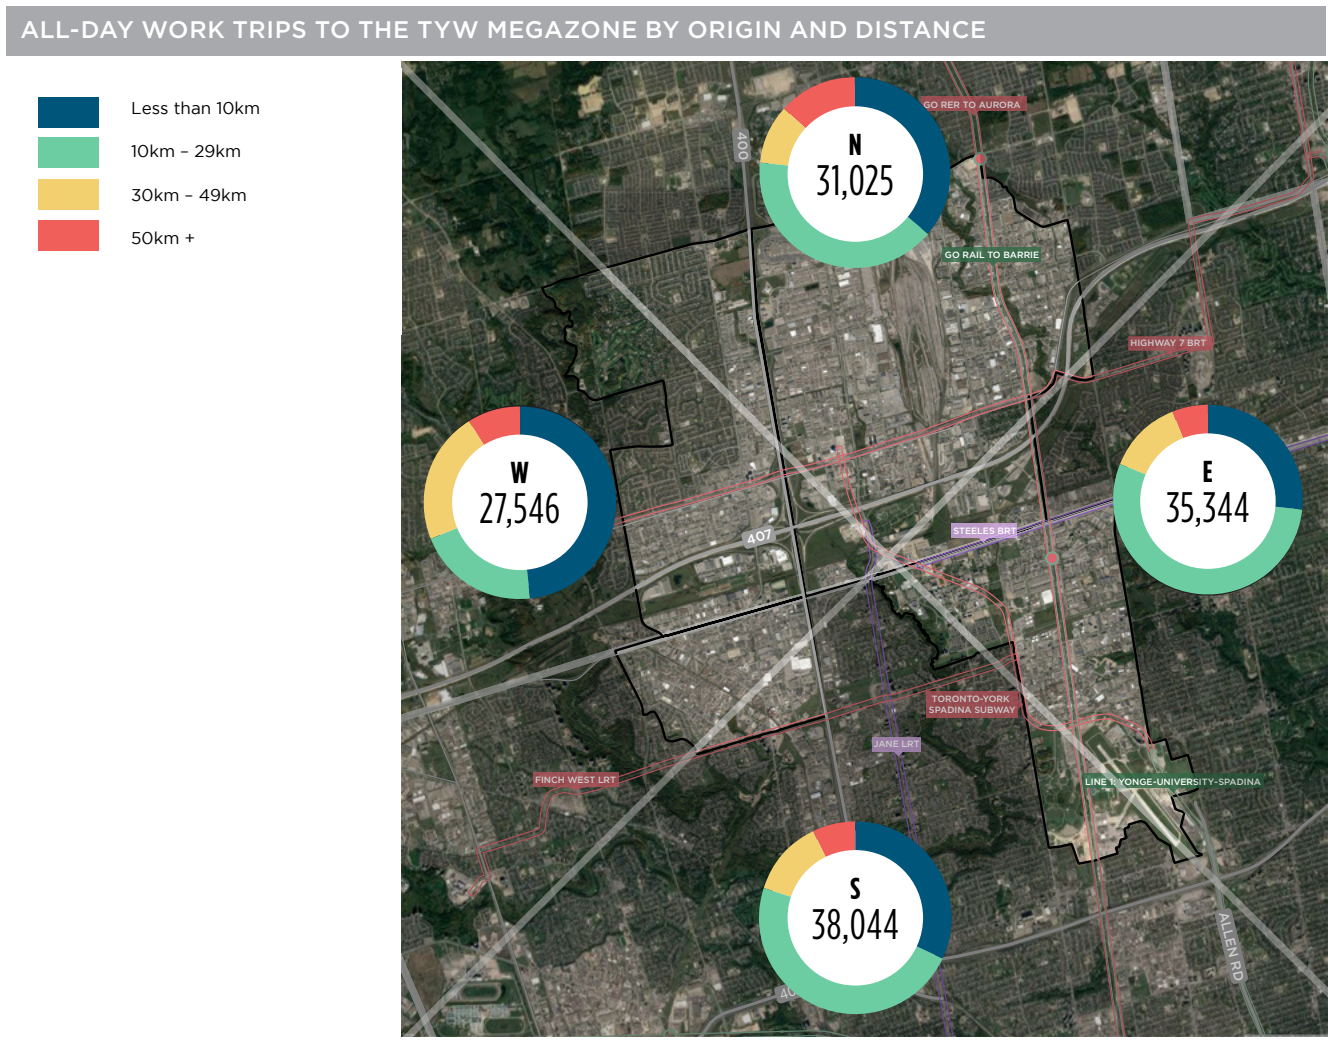 ALL-DAY WORK TRIPS TO THE TYW MEGAZONE BY ORIGIN AND DISTANCE
Less than 10km
10km – 29km
30km – 49km
50km +
400
GO RER TO AURORA
N
31,025
GO RAIL TO BARRIE
HIGHWAY 7 BRT
W
27,546
E
35,344
407
STEELES BRT
TORONTO-YORK
SPADINA SUBWAY
JANE LRT
FINCH WEST LRT
LINE 1: YONGE-UNIVERSITY-SPADINA
S
38,044
ALLEN RD